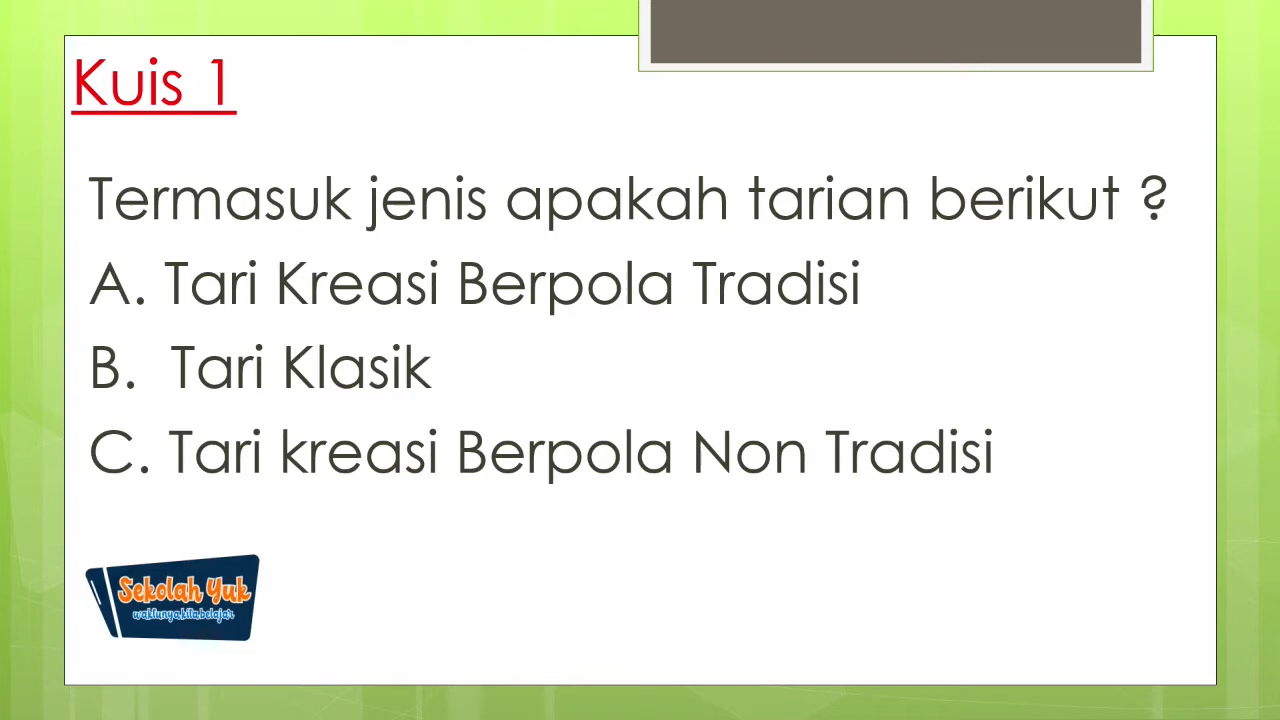 Kuis 1
Termasuk jenis apakah tarian berikut ?
A. Tari Kreasi Berpola Tradisi
B. Tari Klasik
C. Tari kreasi Berpola Non Tradisi
Sekolah Yuk
waktunya kita belajar